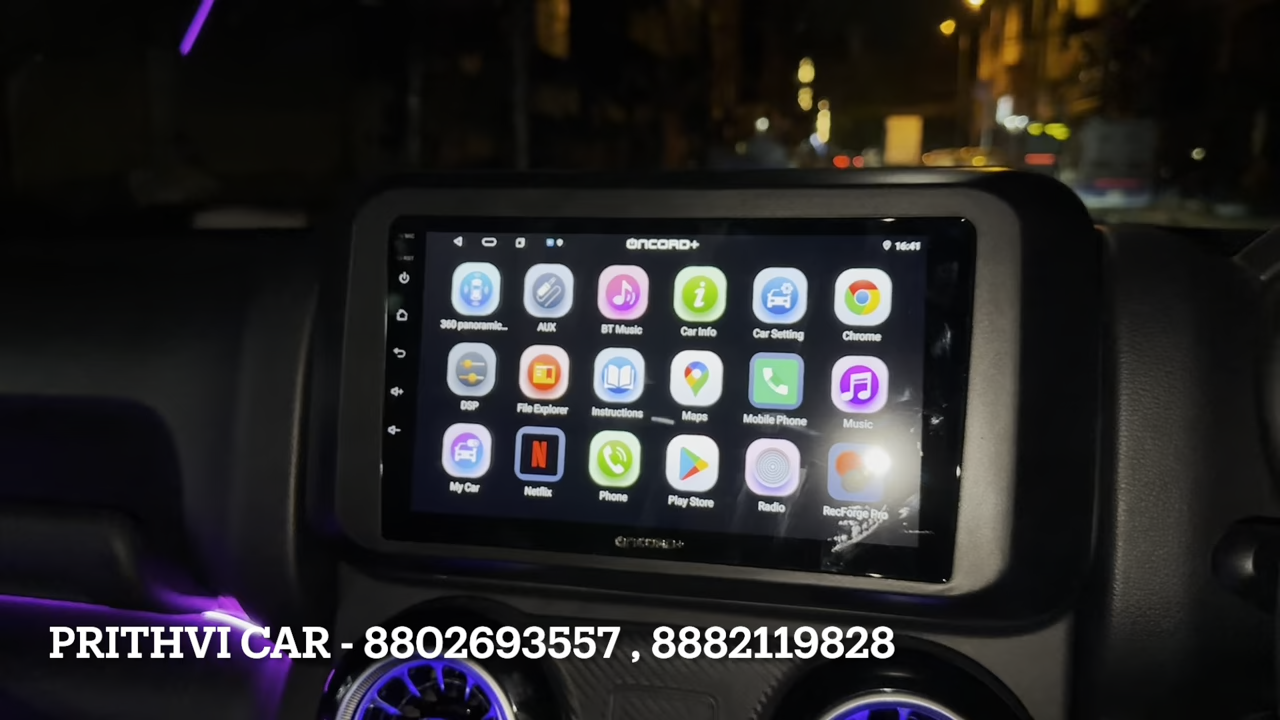 ONCORD+
16:41
360 panoramic...
AUX
BT Music
Car Info
Car Setting
Chrome
DSP
File Explorer
Instructions
Maps
Mobile Phone
Music
My Car
Netflix
Phone
Play Store
Radio
RecForge Pro
ONCORD+
PRITHVI CAR - 8802693557 , 8882119828